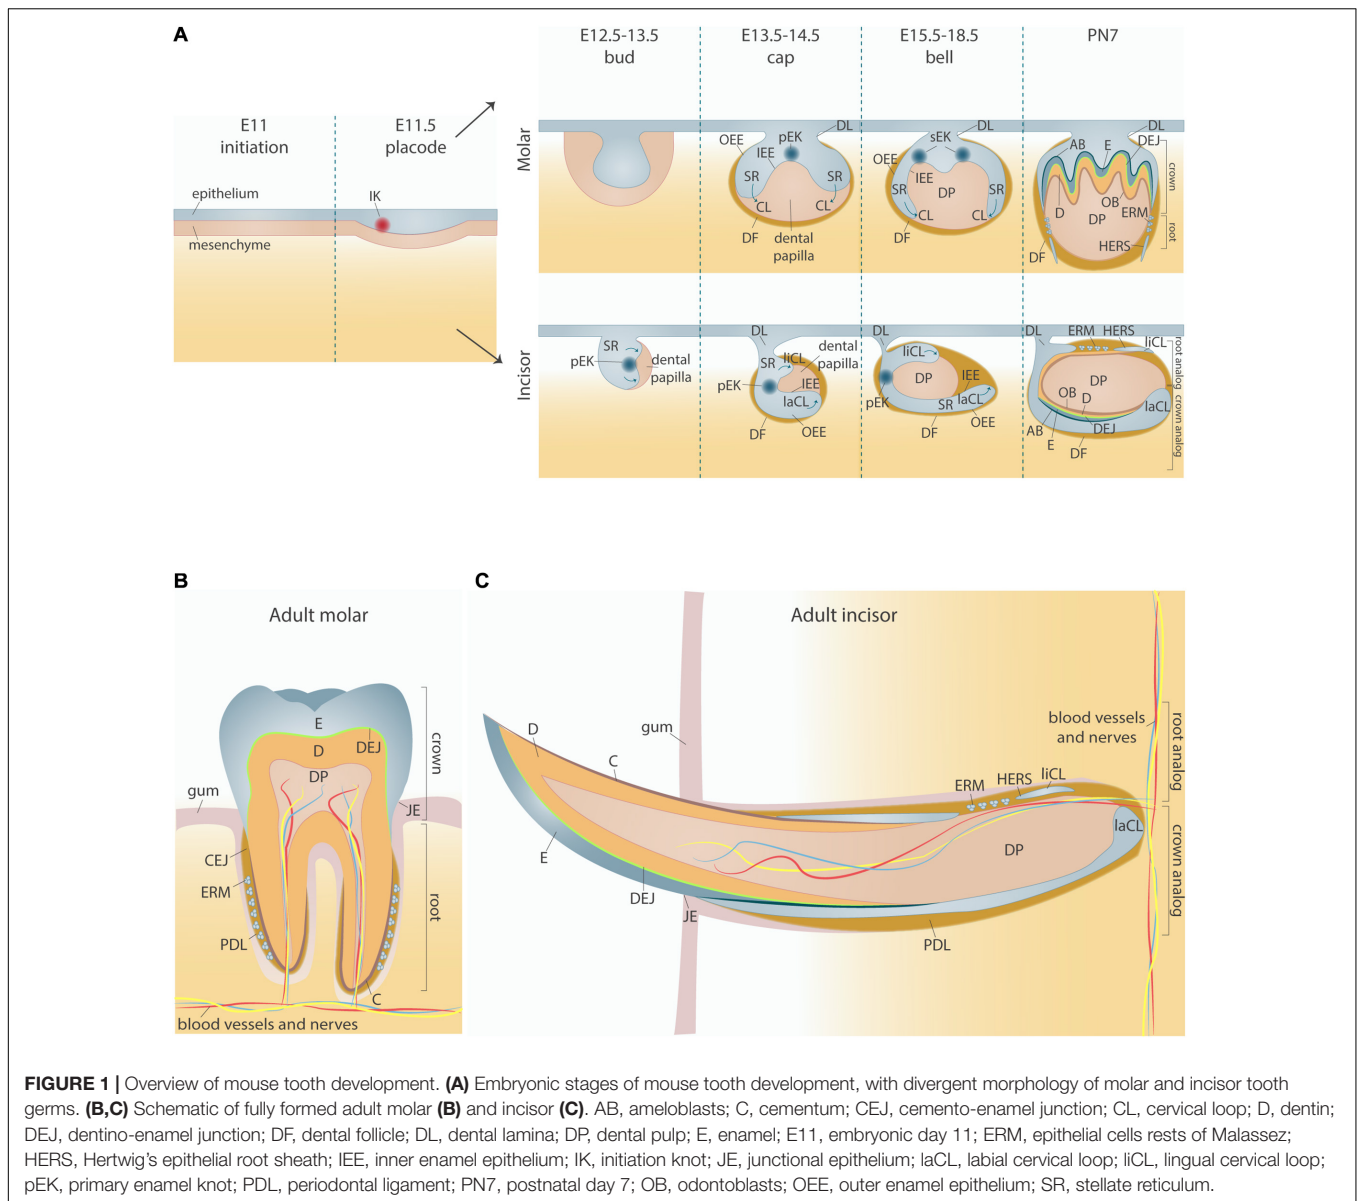 A
E11
initiation
E11.5
placode
epithelium
mesenchyme
IK
Molar
Incisor
E12.5-13.5
bud
E13.5-14.5
cap
E15.5-18.5
bell
PN7
OEE
IEE
pEK
DL
SR
SR
CL
CL
DF
dental
papilla
OEE
sEK
DL
IEE
SR
DP
SR
CL
CL
DF
AB
E
DL
DEJ
D
OB
DP
ERM
HERS
DF
crown
root
SR
pEK
dental
papilla
DL
SR
liCL
dental
papilla
pEK
IEE
laCL
DF
OEE
DL
liCL
DP
IEE
pEK
SR
laCL
DF
OEE
DL
ERM HERS
liCL
DP
OB
D
laCL
AB
E
DEJ
DF
root analog
crown analog
B
Adult molar
E
D
DEJ
DP
gum
JE
CEJ
ERM
PDL
C
crown
root
blood vessels and nerves
C
Adult incisor
D
C
gum
blood vessels
and nerves
ERM
HERS
liCL
laCL
E
DP
DEJ
JE
PDL
root analog
crown analog
FIGURE 1 | Overview of mouse tooth development. (A) Embryonic stages of mouse tooth development, with divergent morphology of molar and incisor tooth
germs. (B,C) Schematic of fully formed adult molar (B) and incisor (C). AB, ameloblasts; C, cementum; CEJ, cemento-enamel junction; CL, cervical loop; D, dentin;
DEJ, dentino-enamel junction; DF, dental follicle; DL, dental lamina; DP, dental pulp; E, enamel; E11, embryonic day 11; ERM, epithelial cells rests of Malassez;
HERS, Hertwig's epithelial root sheath; IEE, inner enamel epithelium; IK, initiation knot; JE, junctional epithelium; laCL, labial cervical loop; liCL, lingual cervical loop;
pEK, primary enamel knot; PDL, periodontal ligament; PN7, postnatal day 7; OB, odontoblasts; OEE, outer enamel epithelium; SR, stellate reticulum.